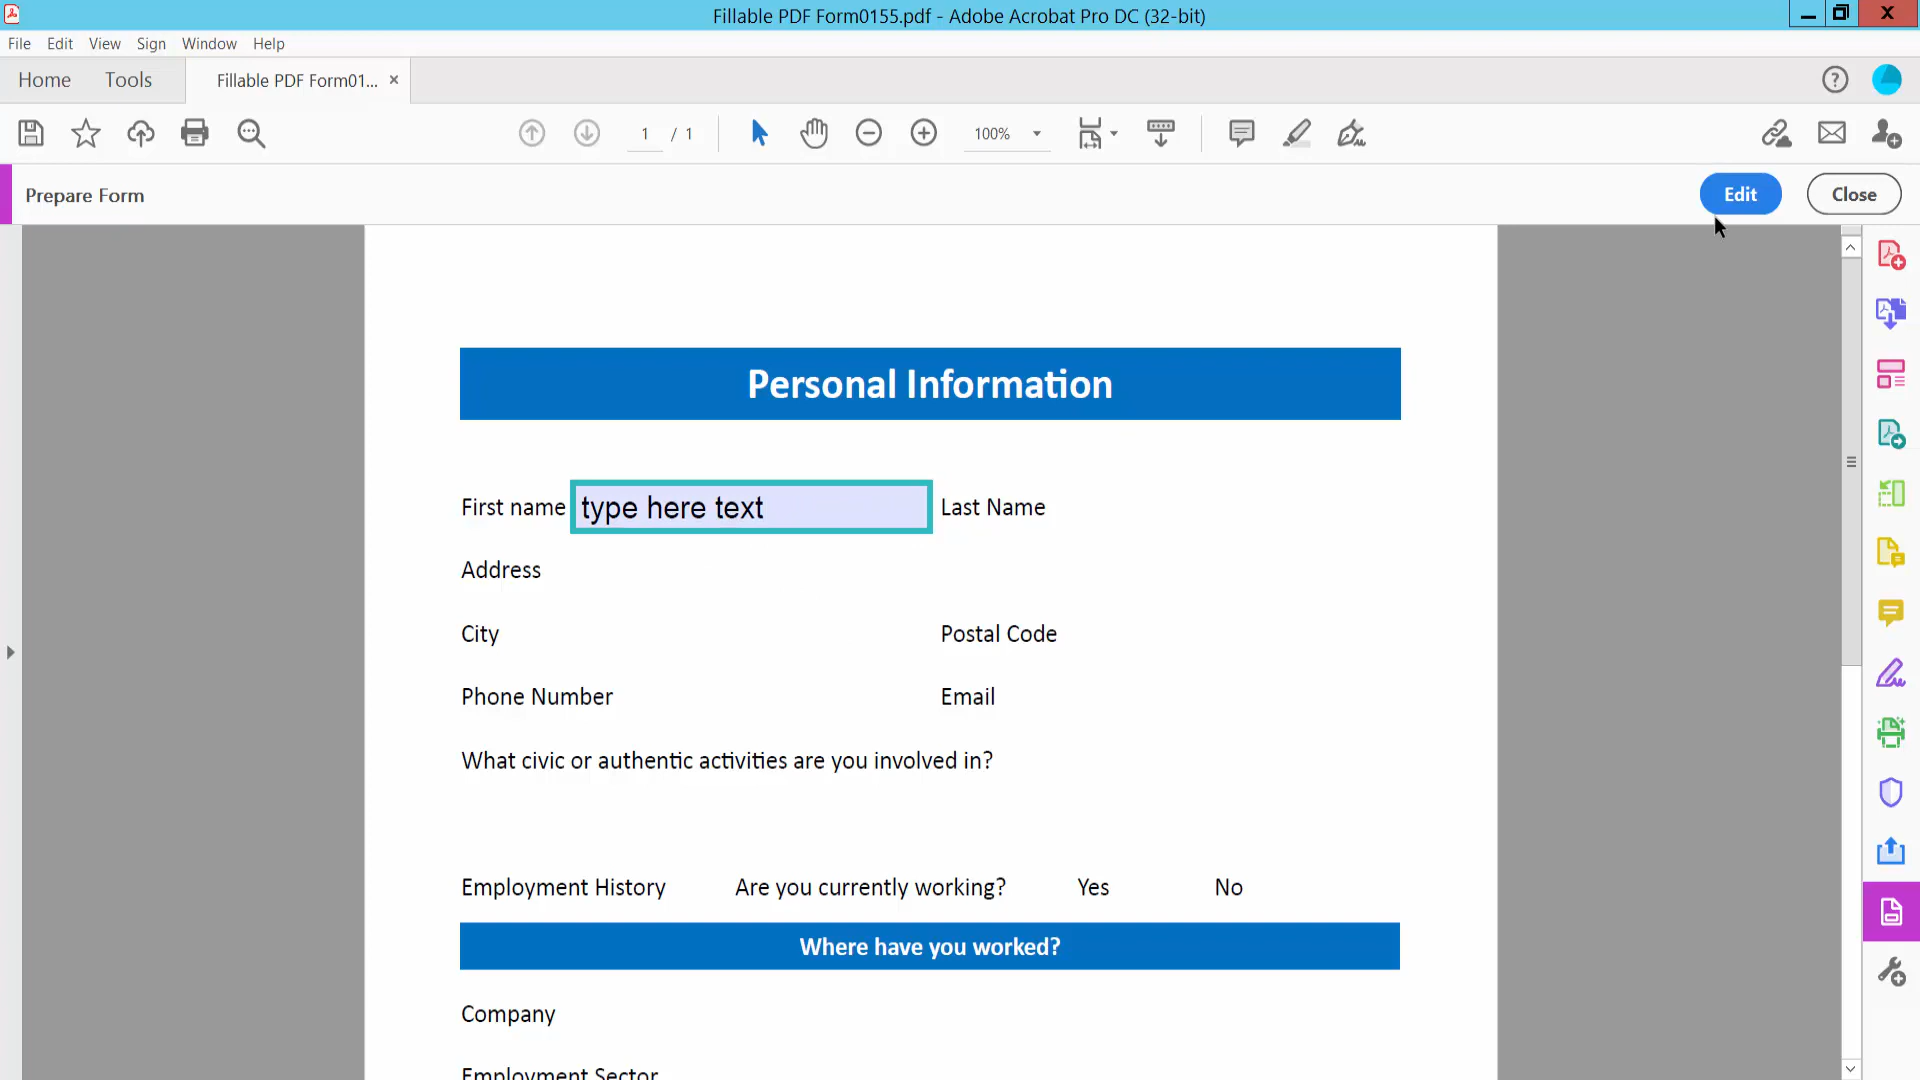 Fillable PDF Form0155.pdf - Adobe Acrobat Pro DC (32-bit)
File Edit View Sign Window Help
Home Tools Fillable PDF Form01... ×
1 / 1 100%
Prepare Form Edit Close
Personal Information
First name type here text Last Name
Address
City Postal Code
Phone Number Email
What civic or authentic activities are you involved in?
Employment History Are you currently working? Yes No
Where have you worked?
Company
Employment Sector